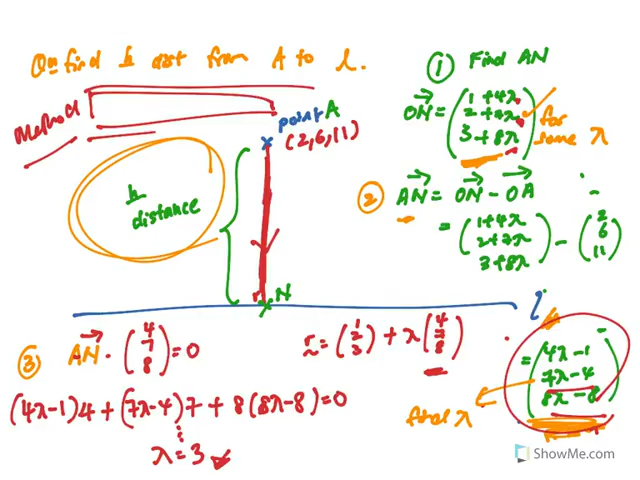 Qn find ⊥ dist from A to l.
Method
point A
(2,6,11)
⊥
distance
N
l
r = (1 2 3) + λ (4 7 8)
① Find AN
ON = (1+4λ 2+7λ 3+8λ) for some λ
② AN = ON - OA
= (1+4λ 2+7λ 3+8λ) - (2 6 11)
= (4λ-1 7λ-4 8λ-8)
find λ
③ AN · (4 7 8) = 0
(4λ-1)4 + (7λ-4)7 + 8(8λ-8) = 0
λ = 3
ShowMe.com